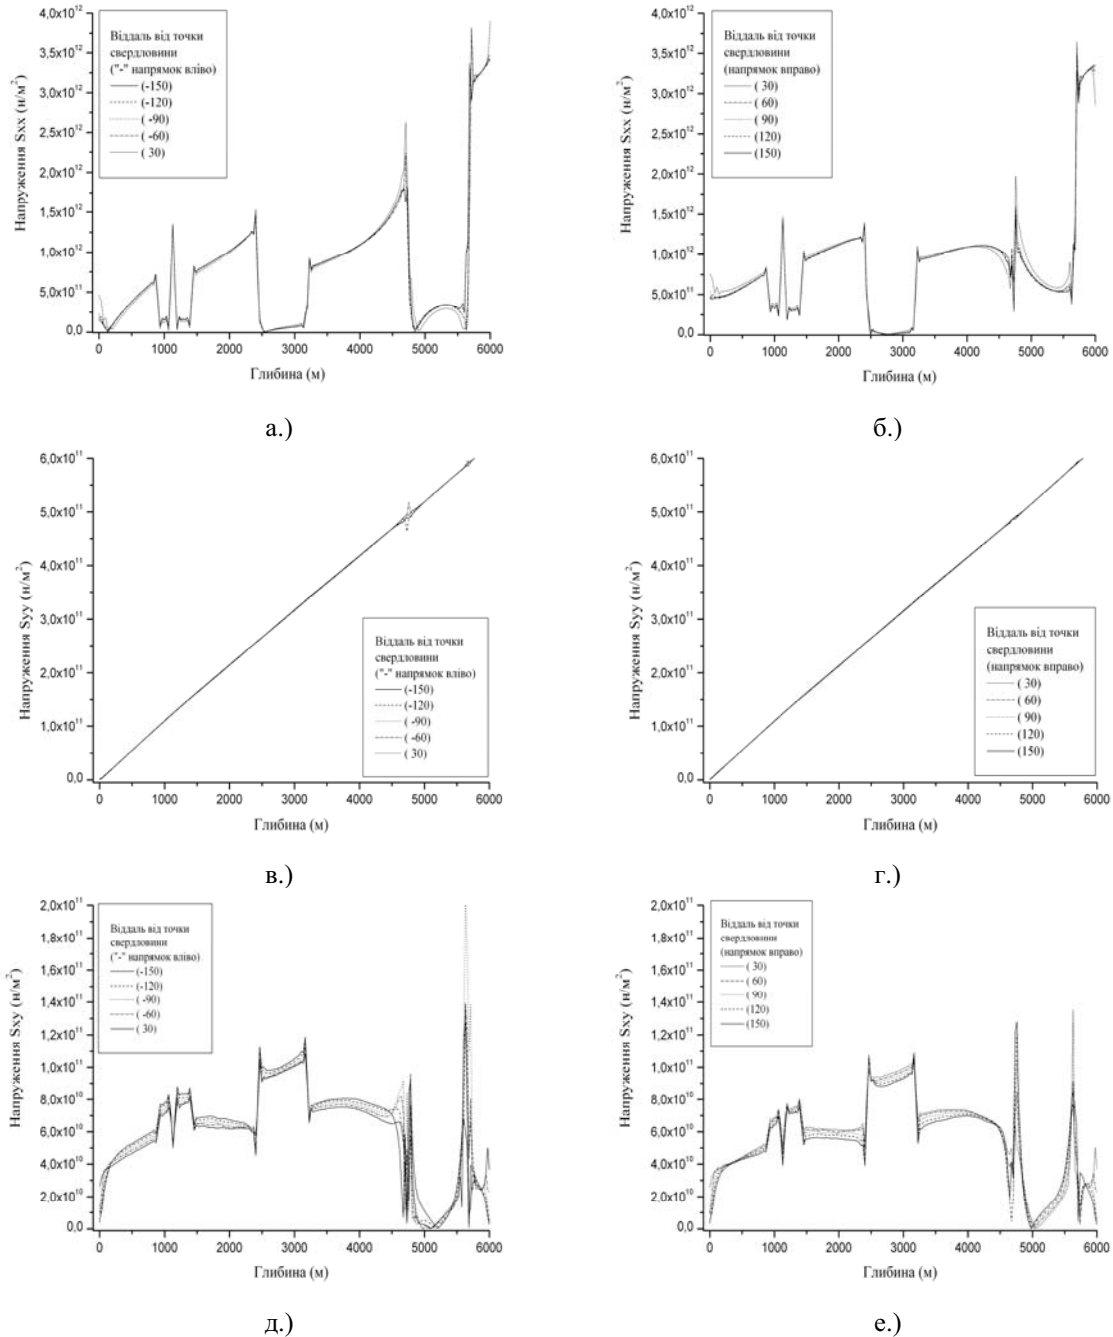 Напруження Sxx (н/м²)
4,0x10¹²
3,5x10¹²
3,0x10¹²
2,5x10¹²
2,0x10¹²
1,5x10¹²
1,0x10¹²
5,0x10¹¹
0,0
Віддаль від точки
свердловини
("-" напрямок вліво)
(-150)
(-120)
( -90)
( -60)
( 30)
0 1000 2000 3000 4000 5000 6000
Глибина (м)
а.)
Напруження Sxx (н/м²)
4,0x10¹²
3,5x10¹²
3,0x10¹²
2,5x10¹²
2,0x10¹²
1,5x10¹²
1,0x10¹²
5,0x10¹¹
0,0
Віддаль від точки
свердловини
(напрямок вправо)
( 30)
( 60)
( 90)
(120)
(150)
0 1000 2000 3000 4000 5000 6000
Глибина (м)
б.)
Напруження Syy (н/м²)
6,0x10¹¹
5,0x10¹¹
4,0x10¹¹
3,0x10¹¹
2,0x10¹¹
1,0x10¹¹
0,0
Віддаль від точки
свердловини
("-" напрямок вліво)
(-150)
(-120)
( -90)
( -60)
( 30)
0 1000 2000 3000 4000 5000 6000
Глибина (м)
в.)
Напруження Syy (н/м²)
6,0x10¹¹
5,0x10¹¹
4,0x10¹¹
3,0x10¹¹
2,0x10¹¹
1,0x10¹¹
0,0
Віддаль від точки
свердловини
(напрямок вправо)
( 30)
( 60)
( 90)
(120)
(150)
0 1000 2000 3000 4000 5000 6000
Глибина (м)
г.)
Напруження Sxy (н/м²)
2,0x10¹¹
1,8x10¹¹
1,6x10¹¹
1,4x10¹¹
1,2x10¹¹
1,0x10¹¹
8,0x10¹⁰
6,0x10¹⁰
4,0x10¹⁰
2,0x10¹⁰
0,0
Віддаль від точки
свердловини
("-" напрямок вліво)
(-150)
(-120)
( -90)
( -60)
( 30)
0 1000 2000 3000 4000 5000 6000
Глибина (м)
д.)
Напруження Sxy (н/м²)
2,0x10¹¹
1,8x10¹¹
1,6x10¹¹
1,4x10¹¹
1,2x10¹¹
1,0x10¹¹
8,0x10¹⁰
6,0x10¹⁰
4,0x10¹⁰
2,0x10¹⁰
0,0
Віддаль від точки
свердловини
(напрямок вправо)
( 30)
( 60)
( 90)
(120)
(150)
0 1000 2000 3000 4000 5000 6000
Глибина (м)
е.)